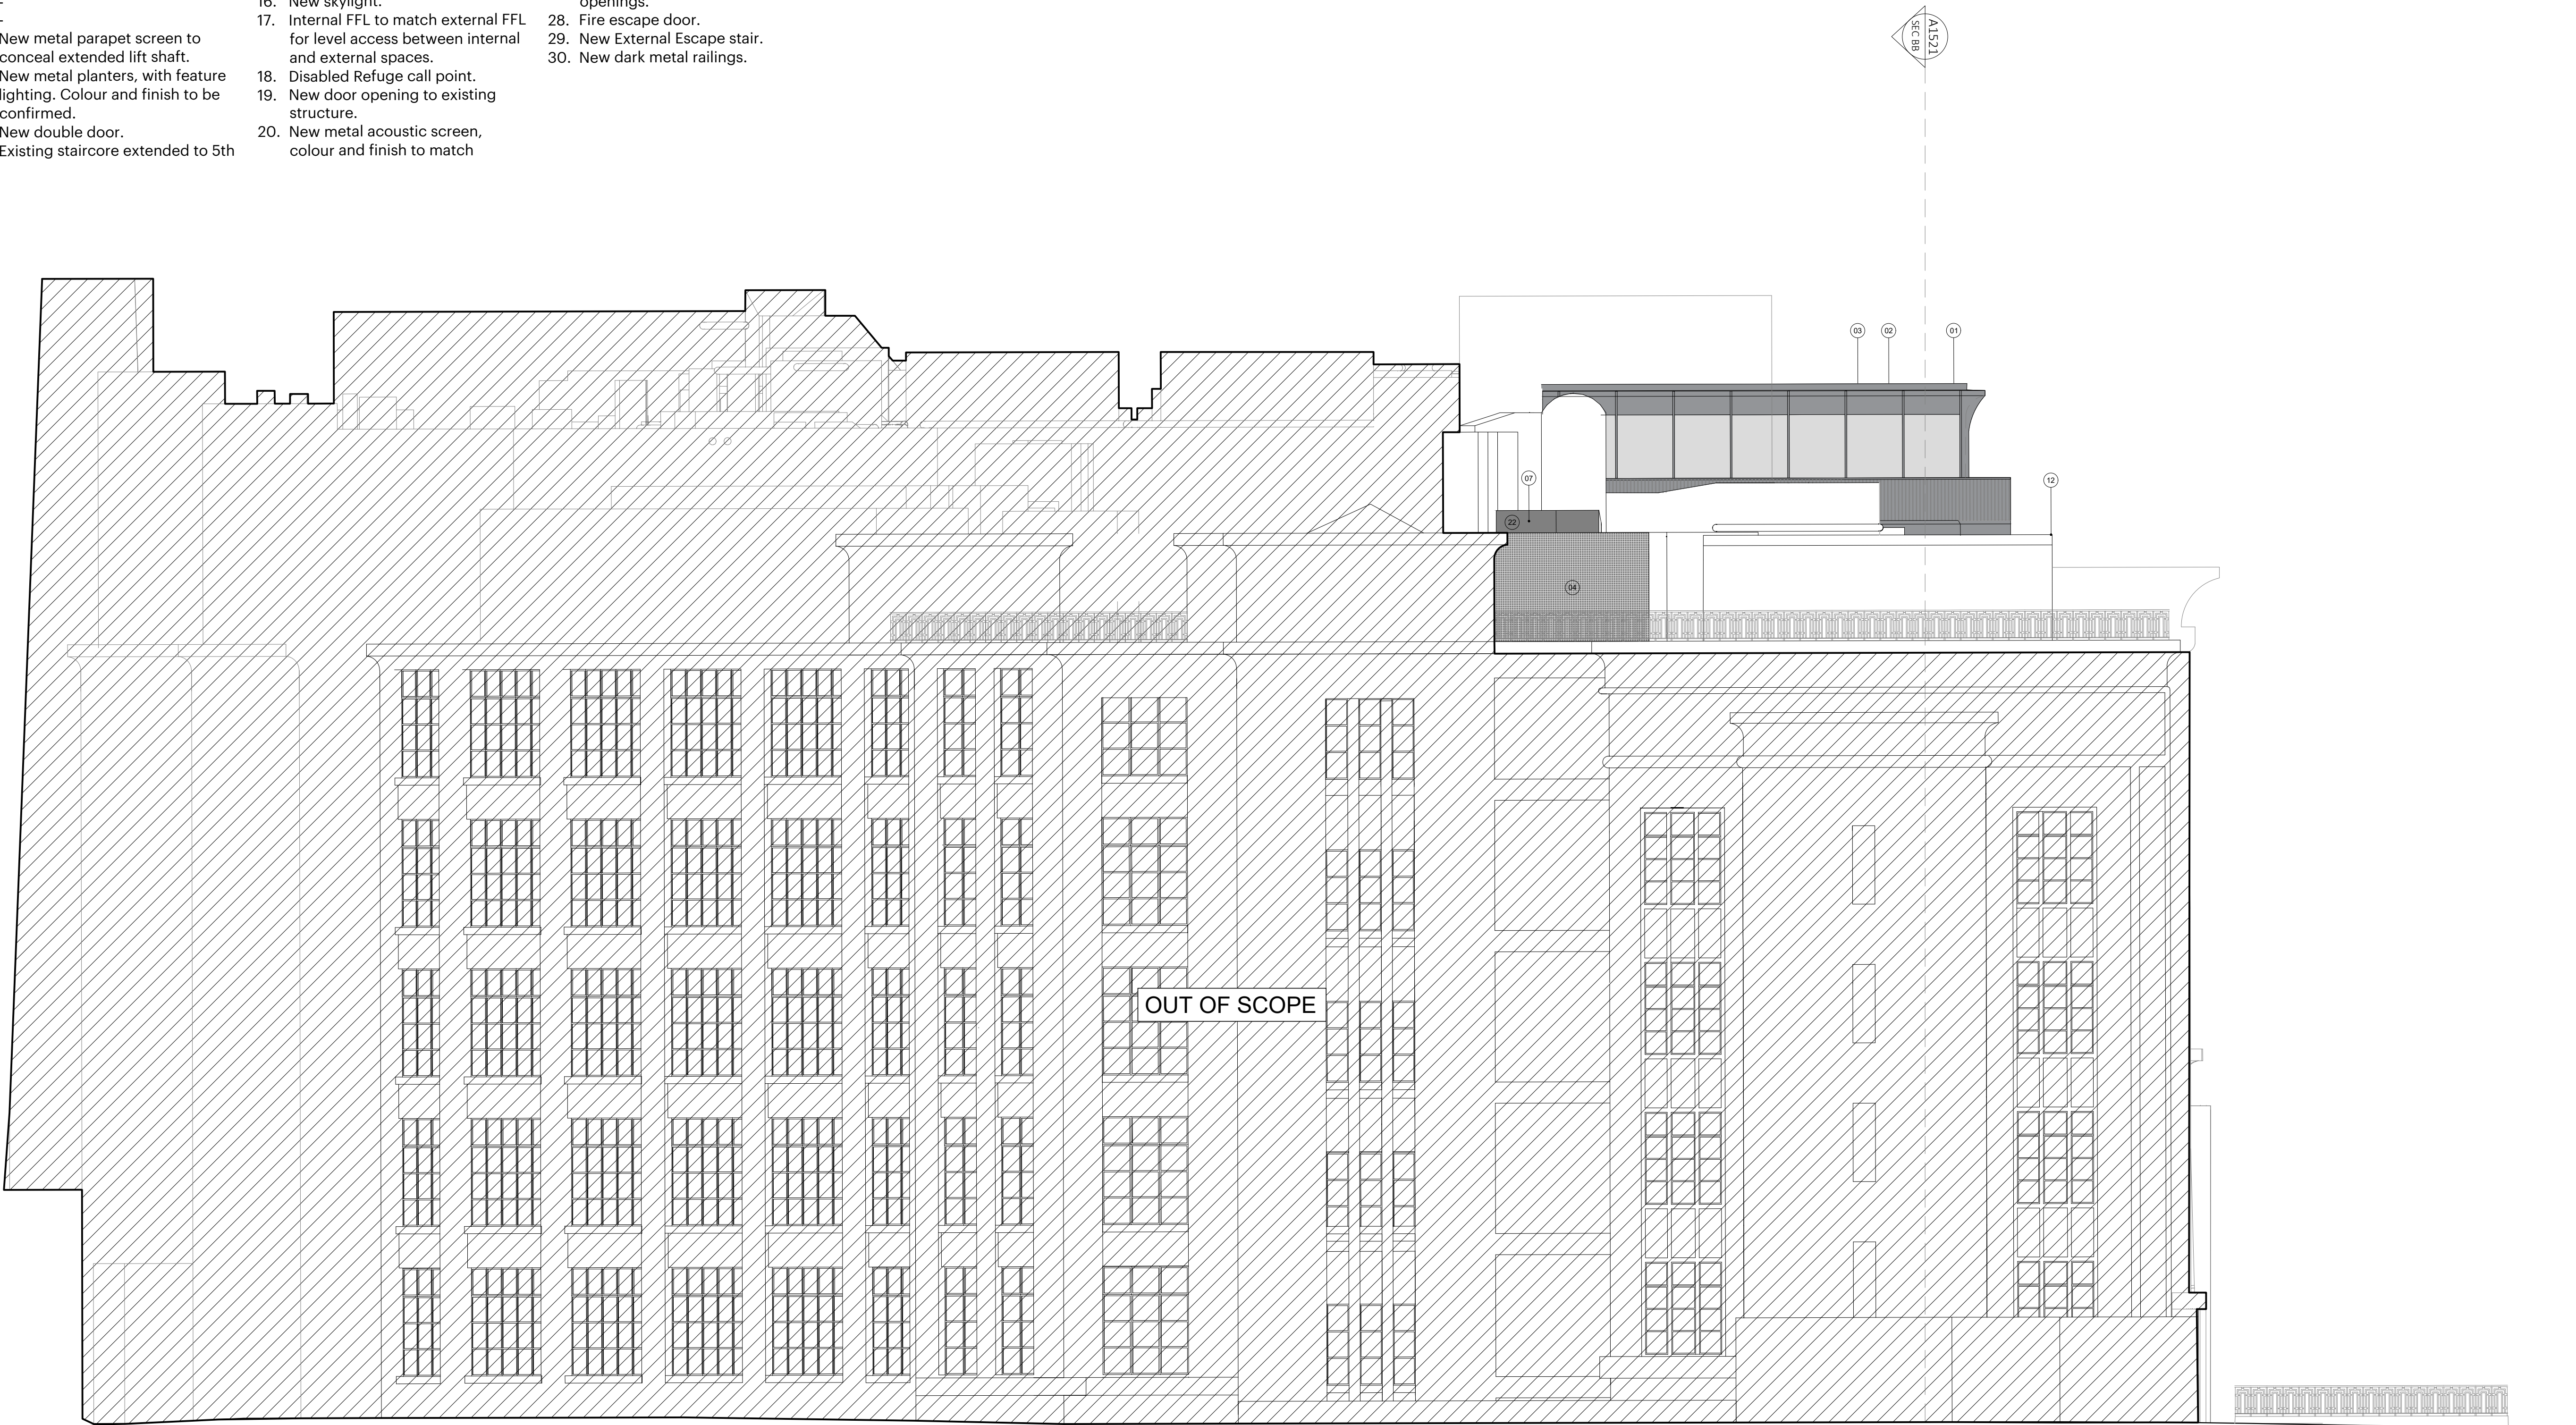 -
-
New metal parapet screen to
conceal extended lift shaft.
New metal planters, with feature
lighting. Colour and finish to be
confirmed.
New double door.
Existing staircore extended to 5th
16. New skylight.
17. Internal FFL to match external FFL
for level access between internal
and external spaces.
18. Disabled Refuge call point.
19. New door opening to existing
structure.
20. New metal acoustic screen,
colour and finish to match
openings.
28. Fire escape door.
29. New External Escape stair.
30. New dark metal railings.
A1521
SEC BB
03
02
01
07
12
22
04
OUT OF SCOPE